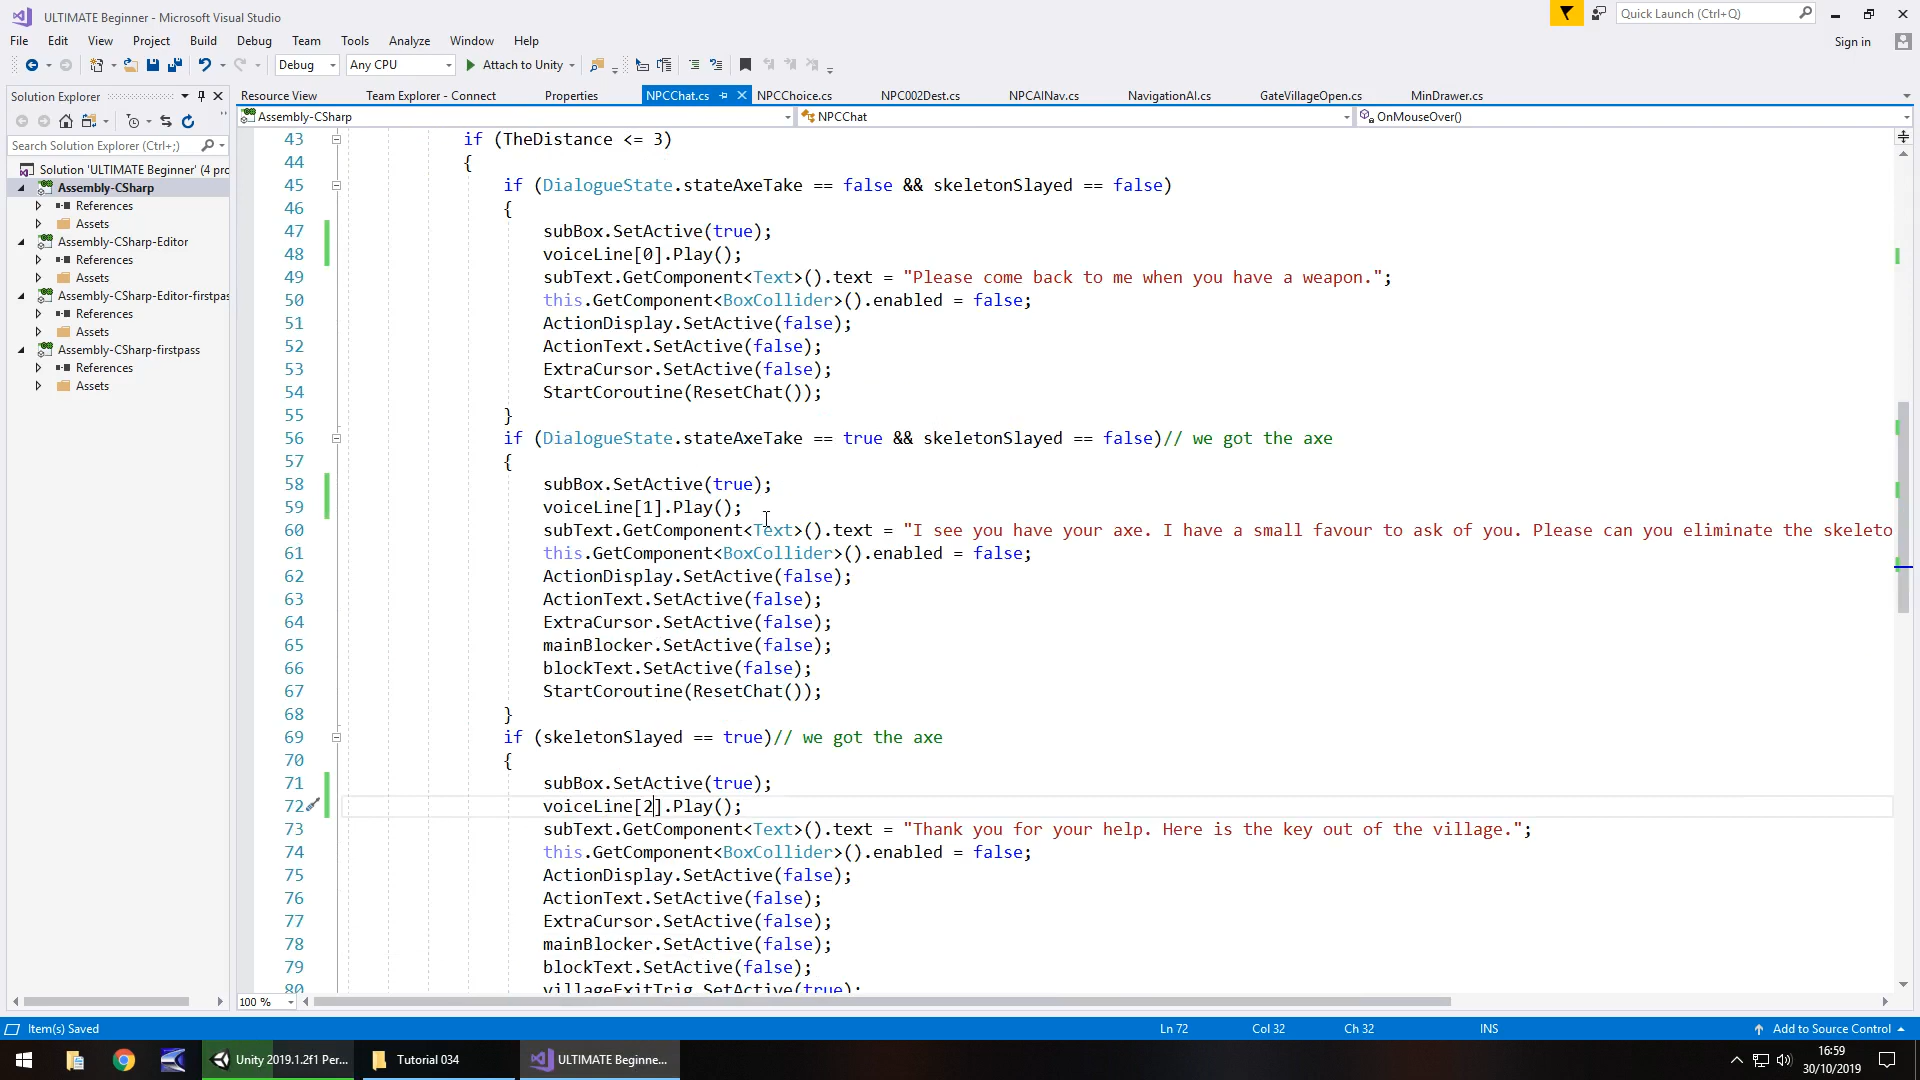 ULTIMATE Beginner - Microsoft Visual Studio
Quick Launch (Ctrl+Q)
File Edit View Project Build Debug Team Tools Analyze Window Help
Sign in
Debug Any CPU Attach to Unity
Solution Explorer
Resource View Team Explorer - Connect Properties NPCChat.cs NPCChoice.cs NPC002Dest.cs NPCAINav.cs NavigationAI.cs GateVillageOpen.cs MinDrawer.cs
Assembly-CSharp NPCChat OnMouseOver()
Search Solution Explorer (Ctrl+;)
Solution 'ULTIMATE Beginner' (4 pro
Assembly-CSharp
References
Assets
Assembly-CSharp-Editor
References
Assets
Assembly-CSharp-Editor-firstpas
References
Assets
Assembly-CSharp-firstpass
References
Assets
43 if (TheDistance <= 3)
44 {
45 if (DialogueState.stateAxeTake == false && skeletonSlayed == false)
46 {
47 subBox.SetActive(true);
48 voiceLine[0].Play();
49 subText.GetComponent<Text>().text = "Please come back to me when you have a weapon.";
50 this.GetComponent<BoxCollider>().enabled = false;
51 ActionDisplay.SetActive(false);
52 ActionText.SetActive(false);
53 ExtraCursor.SetActive(false);
54 StartCoroutine(ResetChat());
55 }
56 if (DialogueState.stateAxeTake == true && skeletonSlayed == false)// we got the axe
57 {
58 subBox.SetActive(true);
59 voiceLine[1].Play();
60 subText.GetComponent<Text>().text = "I see you have your axe. I have a small favour to ask of you. Please can you eliminate the skeleto
61 this.GetComponent<BoxCollider>().enabled = false;
62 ActionDisplay.SetActive(false);
63 ActionText.SetActive(false);
64 ExtraCursor.SetActive(false);
65 mainBlocker.SetActive(false);
66 blockText.SetActive(false);
67 StartCoroutine(ResetChat());
68 }
69 if (skeletonSlayed == true)// we got the axe
70 {
71 subBox.SetActive(true);
72 voiceLine[2].Play();
73 subText.GetComponent<Text>().text = "Thank you for your help. Here is the key out of the village.";
74 this.GetComponent<BoxCollider>().enabled = false;
75 ActionDisplay.SetActive(false);
76 ActionText.SetActive(false);
77 ExtraCursor.SetActive(false);
78 mainBlocker.SetActive(false);
79 blockText.SetActive(false);
80 villageExitTrig.SetActive(true);
100 %
Item(s) Saved Ln 72 Col 32 Ch 32 INS Add to Source Control
Unity 2019.1.2f1 Per... Tutorial 034 ULTIMATE Beginne...
16:59
30/10/2019